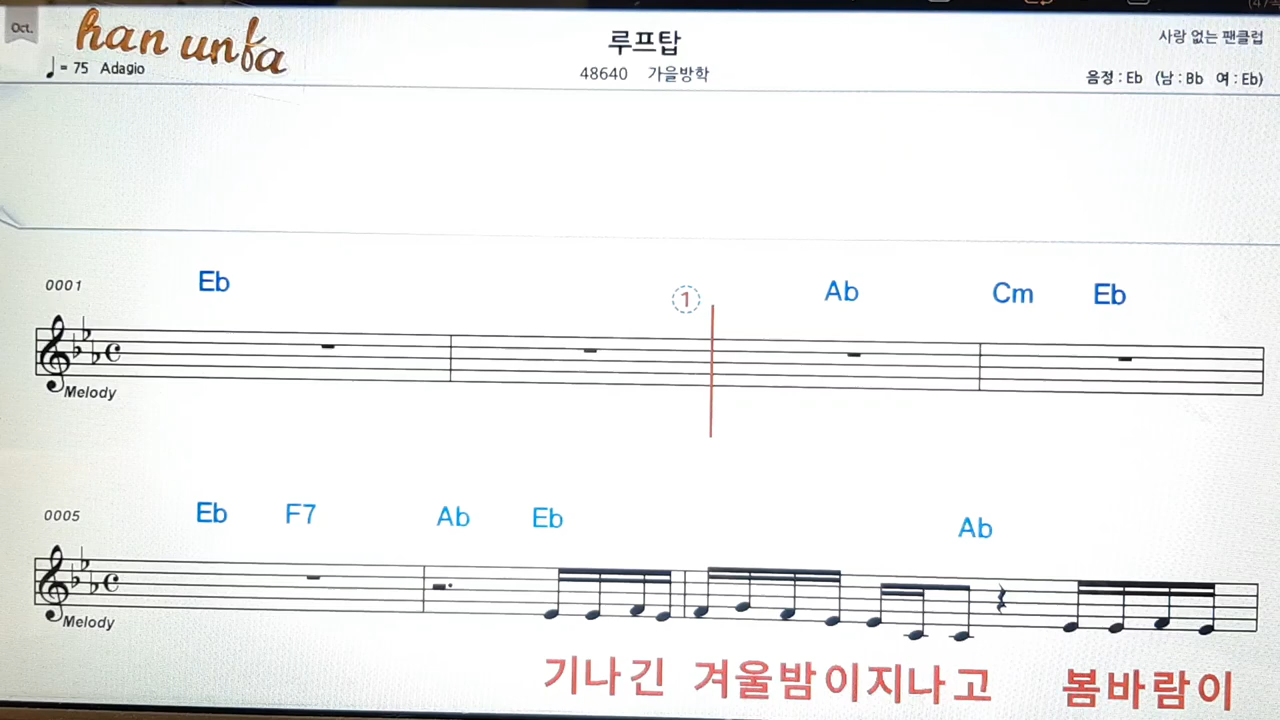 Oct.
han unfa
루프탑
사랑 없는 팬클럽
= 75 Adagio
48640 가을방학
음정 : Eb (남 : Bb 여 : Eb)
0001 Eb ① Ab Cm Eb
Melody
0005 Eb F7 Ab Eb Ab
Melody
기나긴 겨울밤이지나고 봄바람이